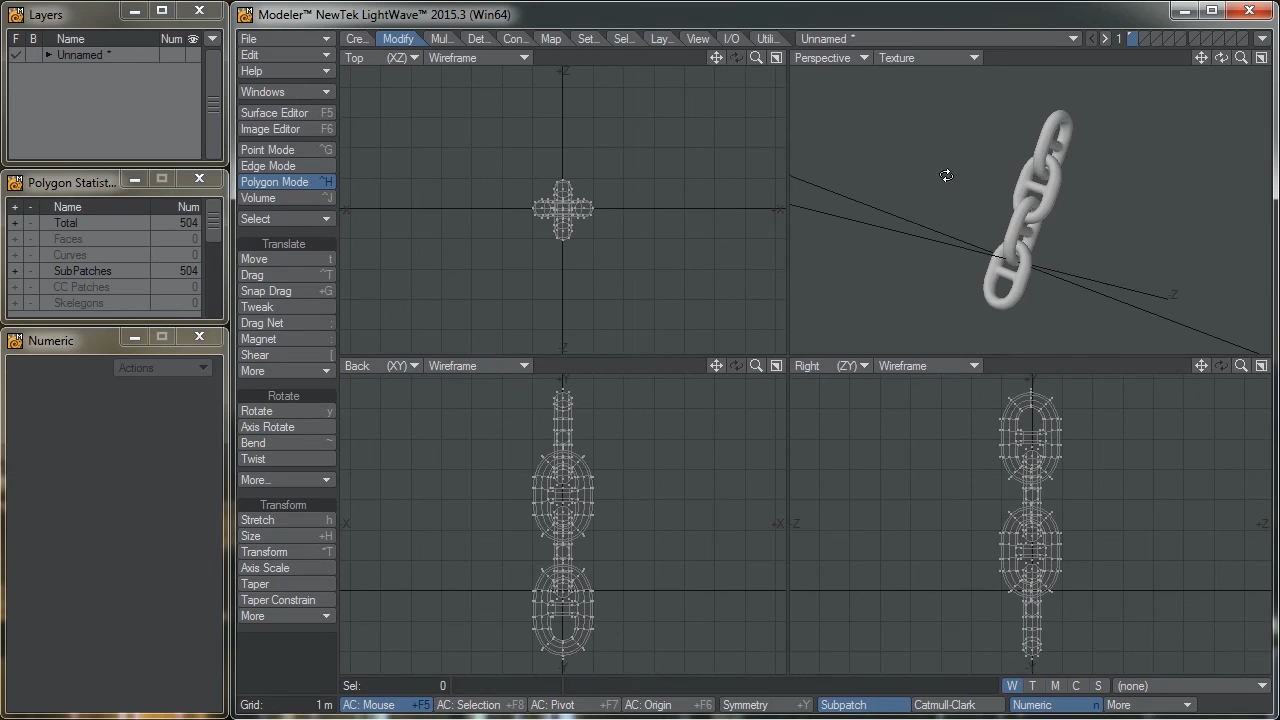 Layers
F B Name Num
Unnamed *
Polygon Statist...
+ - Name Num
+ - Total 504
+ - Faces 0
+ - Curves 0
+ - SubPatches 504
+ - CC Patches 0
+ - Skelegons 0
Numeric
Actions
Modeler™ NewTek LightWave™ 2015.3 (Win64)
File
Edit
Help
Windows
Surface Editor F5
Image Editor F6
Point Mode ^G
Edge Mode
Polygon Mode ^H
Volume ^J
Select
Translate
Move t
Drag ^T
Snap Drag +G
Tweak
Drag Net ;
Magnet :
Shear [
More
Rotate
Rotate y
Axis Rotate
Bend ~
Twist
More...
Transform
Stretch h
Size +H
Transform ^T
Axis Scale
Taper
Taper Constrain
More
Cre... Modify Mul... Det... Con... Map Set... Sel... Lay... View I/O Utili... Unnamed * 1
Top (XZ) Wireframe
+Z
-X +X
-Z
Perspective Texture
-Z
Back (XY) Wireframe
-X +X
Right (ZY) Wireframe
-Z +Z
Sel: 0
W T M C S (none)
Grid: 1 m AC: Mouse +F5 AC: Selection +F8 AC: Pivot +F7 AC: Origin +F6 Symmetry +Y Subpatch Catmull-Clark Numeric n More